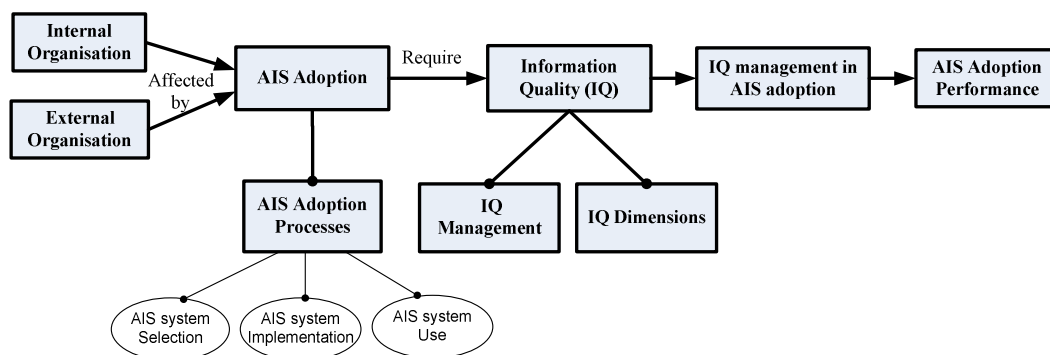 Internal
Organisation
Affected
by
External
Organisation
AIS Adoption
Require
Information
Quality (IQ)
IQ management in
AIS adoption
AIS Adoption
Performance
AIS Adoption
Processes
IQ
Management
IQ Dimensions
AIS system
Selection
AIS system
Implementation
AIS system
Use